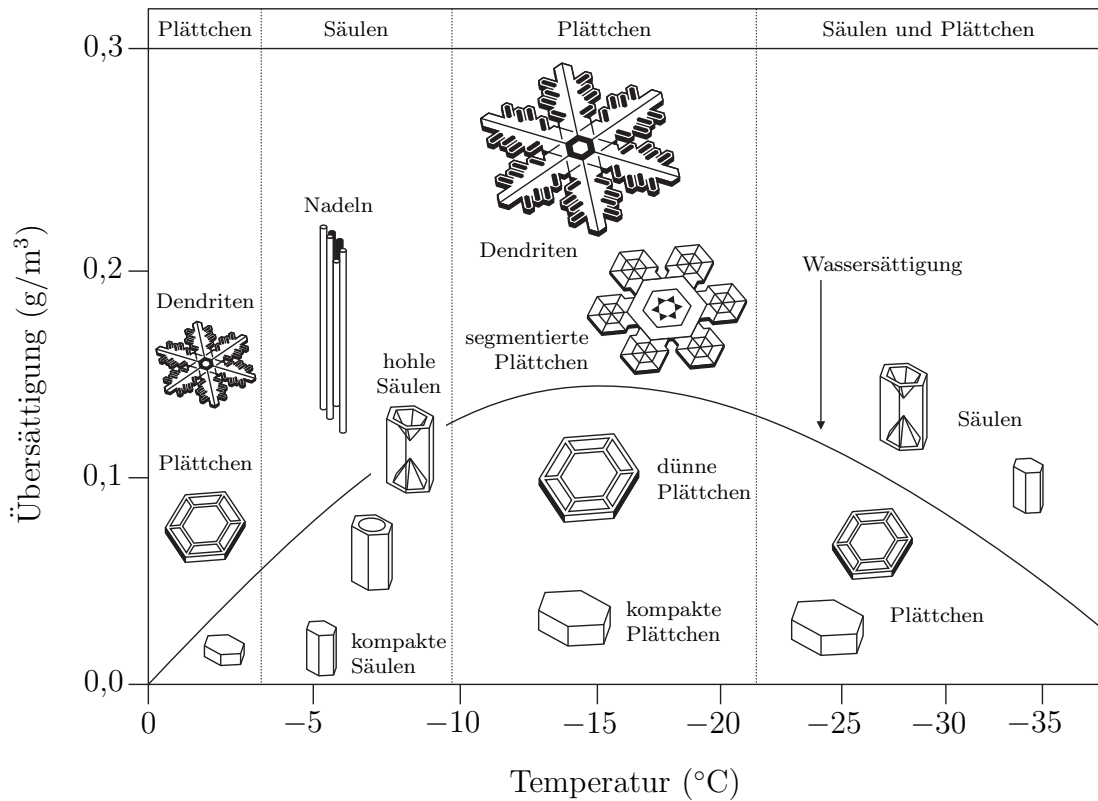 Plättchen
Säulen
Plättchen
Säulen und Plättchen
0,3
0,2
0,1
0,0
Übersättigung (g/m³)
Nadeln
Dendriten
Wassersättigung
Dendriten
segmentierte
Plättchen
hohle
Säulen
Säulen
Plättchen
dünne
Plättchen
kompakte
Säulen
kompakte
Plättchen
Plättchen
0
−5
−10
−15
−20
−25
−30
−35
Temperatur (°C)